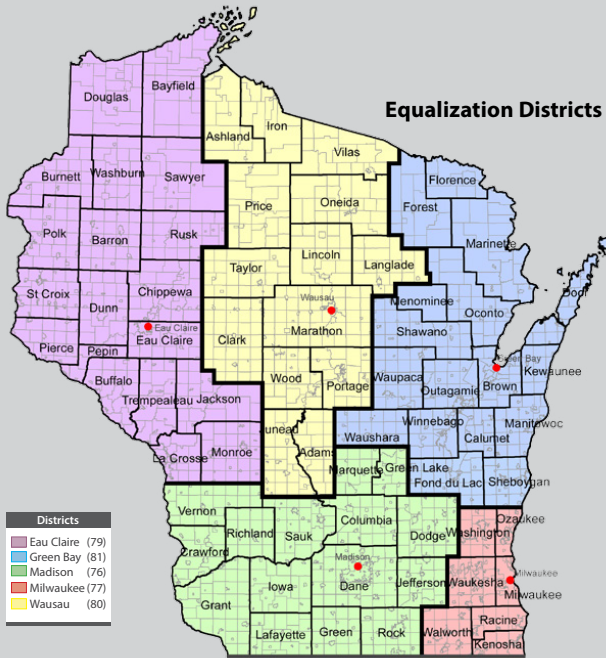 Equalization Districts
Douglas
Bayfield
Ashland
Iron
Vilas
Burnett
Washburn
Sawyer
Price
Oneida
Forest
Florence
Polk
Barron
Rusk
Lincoln
Langlade
Marinette
Taylor
St Croix
Dunn
Chippewa
Eau Claire
Eau Claire
Wausau
Marathon
Clark
Menominee
Oconto
Door
Shawano
Pierce
Pepin
Buffalo
Trempealeau
Jackson
Wood
Portage
Waupaca
Outagamie
Green Bay
Brown
Kewaunee
La Crosse
Monroe
Juneau
Adams
Waushara
Winnebago
Calumet
Manitowoc
Marquette
Green Lake
Fond du Lac
Sheboygan
Vernon
Richland
Sauk
Columbia
Dodge
Washington
Ozaukee
Crawford
Iowa
Madison
Dane
Jefferson
Waukesha
Milwaukee
Milwaukee
Grant
Lafayette
Green
Rock
Walworth
Racine
Kenosha
Districts
Eau Claire (79)
Green Bay (81)
Madison (76)
Milwaukee (77)
Wausau (80)